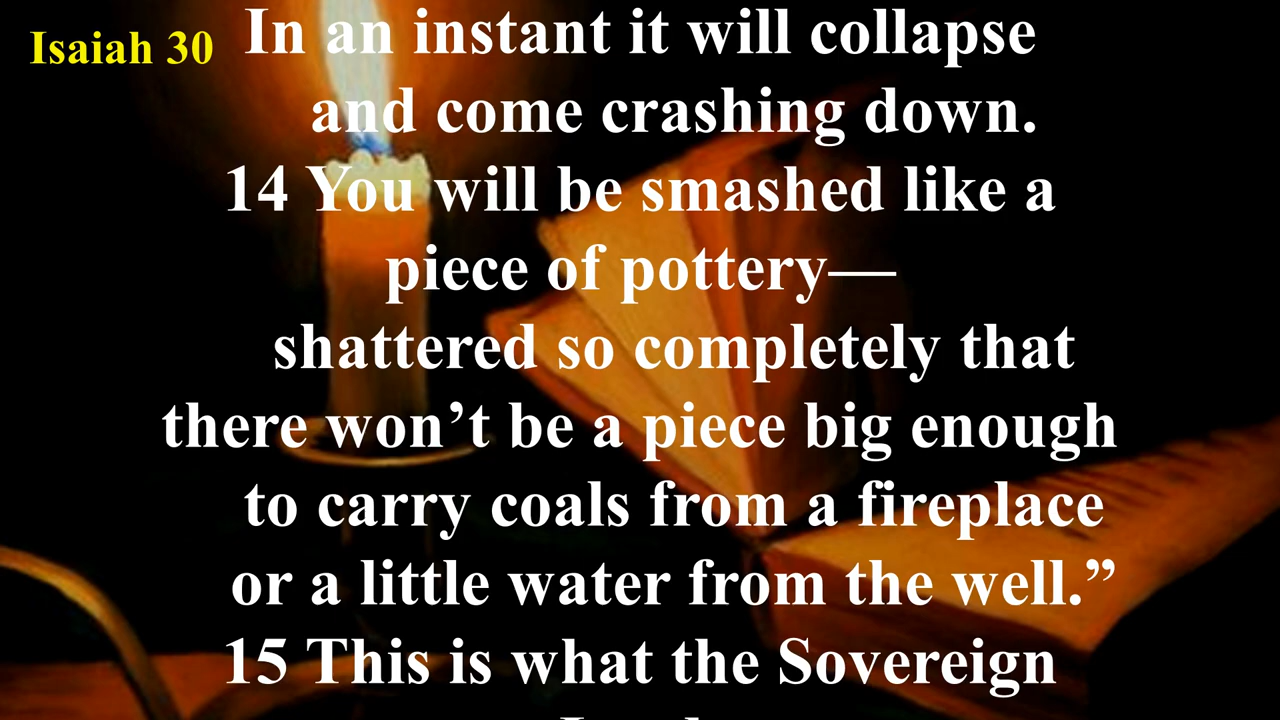 Isaiah 30
In an instant it will collapse
and come crashing down.
14 You will be smashed like a
piece of pottery—
shattered so completely that
there won’t be a piece big enough
to carry coals from a fireplace
or a little water from the well.”
15 This is what the Sovereign